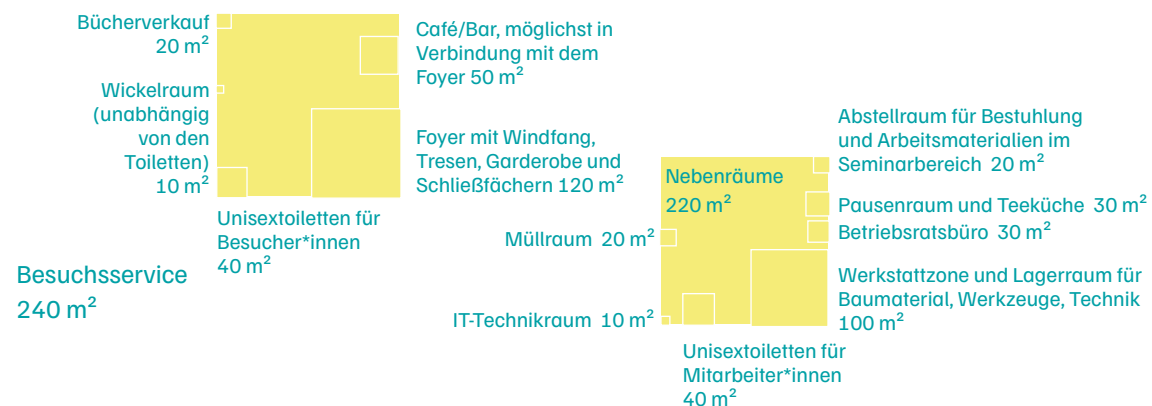 Bücherverkauf
20 m²
Wickelraum
(unabhängig
von den
Toiletten)
10 m²
Café/Bar, möglichst in
Verbindung mit dem
Foyer 50 m²
Foyer mit Windfang,
Tresen, Garderobe und
Schließfächern 120 m²
Unisextoiletten für
Besucher*innen
40 m²
Besuchsservice
240 m²
Nebenräume
220 m²
Müllraum 20 m²
IT-Technikraum 10 m²
Abstellraum für Bestuhlung
und Arbeitsmaterialien im
Seminarbereich 20 m²
Pausenraum und Teeküche 30 m²
Betriebsratsbüro 30 m²
Werkstattzone und Lagerraum für
Baumaterial, Werkzeuge, Technik
100 m²
Unisextoiletten für
Mitarbeiter*innen
40 m²